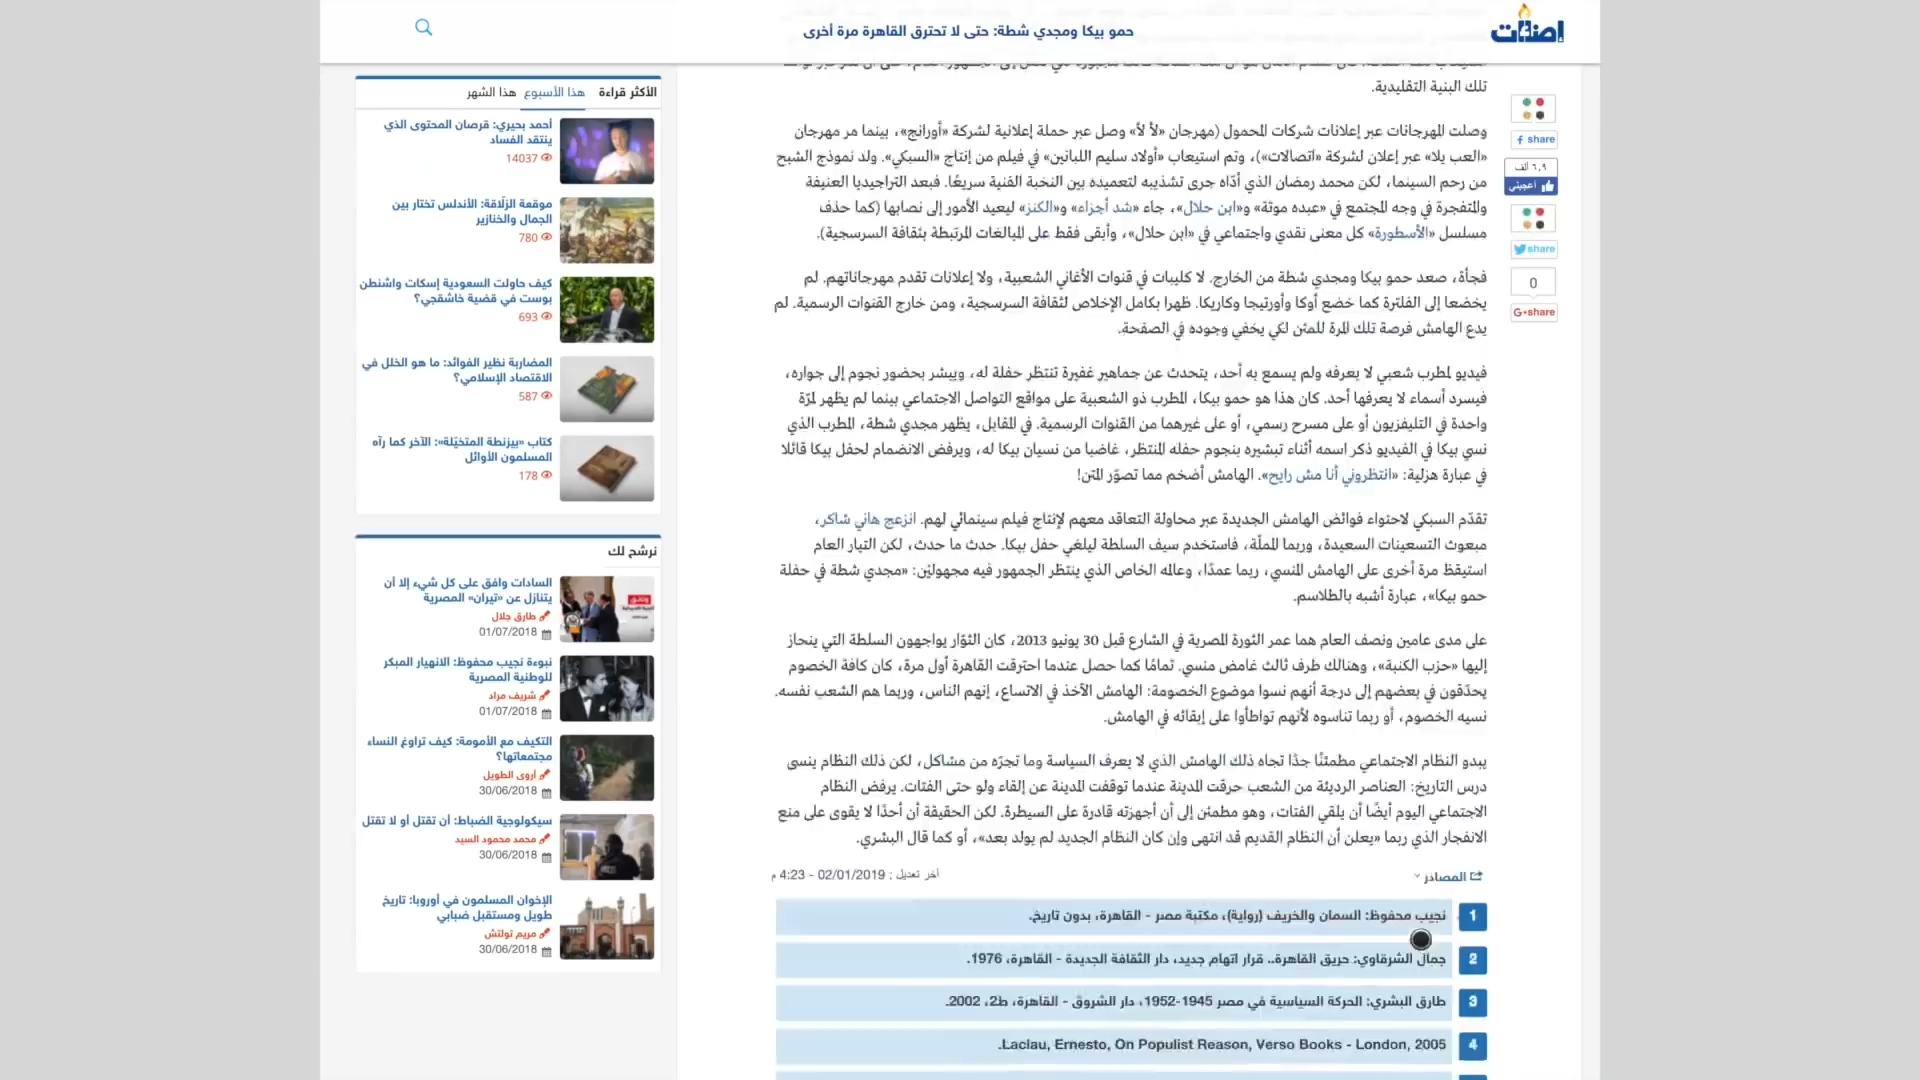 إضاءات
حمو بيكا ومجدي شطة: حتى لا تحترق القاهرة مرة أخرى
تلك البنية التقليدية.
وصلت المهرجانات عبر إعلانات شركات المحمول (مهرجان «لأ لأ» وصل عبر حملة إعلانية لشركة «أورانج»، بينما مر مهرجان
«العب يلا» عبر إعلان لشركة «اتصالات»)، وتم استيعاب «أولاد سليم اللبانين» في فيلم من إنتاج «السبكي». ولد نموذج الشبح
من رحم السينما، لكن محمد رمضان الذي أدّاه جرى تشذيبه لتعميده بين النخبة الفنية سريعًا. فبعد التراجيديا العنيفة
والمتفجرة في وجه المجتمع في «عبده موتة» و«ابن حلال»، جاء «شد أجزاء» و«الكنز» ليعيد الأمور إلى نصابها (كما حذف
مسلسل «الأسطورة» كل معنى نقدي واجتماعي في «ابن حلال»، وأبقى فقط على المبالغات المرتبطة بثقافة السرسجية).
فجأة، صعد حمو بيكا ومجدي شطة من الخارج. لا كليبات في قنوات الأغاني الشعبية، ولا إعلانات تقدم مهرجاناتهم. لم
يخضعا إلى الفلترة كما خضع أوكا وأورتيجا وكاريكا. ظهرا بكامل الإخلاص لثقافة السرسجية، ومن خارج القنوات الرسمية. لم
يدع الهامش فرصة تلك المرة للمتن لكي يخفي وجوده في الصفحة.
فيديو لمطرب شعبي لا يعرفه ولم يسمع به أحد، يتحدث عن جماهير غفيرة تنتظر حفلة له، ويبشر بحضور نجوم إلى جواره،
فيسرد أسماء لا يعرفها أحد. كان هذا هو حمو بيكا، المطرب ذو الشعبية على مواقع التواصل الاجتماعي بينما لم يظهر لمرّة
واحدة في التليفزيون أو على مسرح رسمي، أو على غيرهما من القنوات الرسمية. في المقابل، يظهر مجدي شطة، المطرب الذي
نسي بيكا في الفيديو ذكر اسمه أثناء تبشيره بنجوم حفله المنتظر، غاضبا من نسيان بيكا له، ويرفض الانضمام لحفل بيكا قائلا
في عبارة هزلية: «انتظروني أنا مش رايح». الهامش أضخم مما تصوّر المتن!
تقدّم السبكي لاحتواء فوائض الهامش الجديدة عبر محاولة التعاقد معهم لإنتاج فيلم سينمائي لهم. انزعج هاني شاكر،
مبعوث التسعينات السعيدة، وربما المملّة، فاستخدم سيف السلطة ليلغي حفل بيكا. حدث ما حدث، لكن التيار العام
استيقظ مرة أخرى على الهامش المنسي، ربما عمدًا، وعالمه الخاص الذي ينتظر الجمهور فيه مجهوليْن: «مجدي شطة في حفلة
حمو بيكا»، عبارة أشبه بالطلاسم.
على مدى عامين ونصف العام هما عمر الثورة المصرية في الشارع قبل 30 يونيو 2013، كان الثوّار يواجهون السلطة التي ينحاز
إليها «حزب الكنبة»، وهنالك طرف ثالث غامض منسي. تمامًا كما حصل عندما احترقت القاهرة أول مرة، كان كافة الخصوم
يحدّقون في بعضهم إلى درجة أنهم نسوا موضوع الخصومة: الهامش الآخذ في الاتساع، إنهم الناس، وربما هم الشعب نفسه.
نسيه الخصوم، أو ربما تناسوه لأنهم تواطأوا على إبقائه في الهامش.
يبدو النظام الاجتماعي مطمئنًا جدًا تجاه ذلك الهامش الذي لا يعرف السياسة وما تجرّه من مشاكل، لكن ذلك النظام ينسى
درس التاريخ: العناصر الرديئة من الشعب حرقت المدينة عندما توقفت المدينة عن إلقاء ولو حتى الفتات. يرفض النظام
الاجتماعي اليوم أيضًا أن يلقي الفتات، وهو مطمئن إلى أن أجهزته قادرة على السيطرة. لكن الحقيقة أن أحدًا لا يقوى على منع
الانفجار الذي ربما «يعلن أن النظام القديم قد انتهى وإن كان النظام الجديد لم يولد بعد»، أو كما قال البشري.
المصادر
آخر تعديل : 02/01/2019 - 4:23 م
1 نجيب محفوظ: السمان والخريف (رواية)، مكتبة مصر - القاهرة، بدون تاريخ.
2 جمال الشرقاوي: حريق القاهرة.. قرار اتهام جديد، دار الثقافة الجديدة - القاهرة، 1976.
3 طارق البشري: الحركة السياسية في مصر 1945-1952، دار الشروق - القاهرة، ط2، 2002.
4 Laclau, Ernesto, On Populist Reason, Verso Books - London, 2005.
share
٦,٩ ألف
أعجبني
share
0
G+ share
الأكثر قراءة هذا الأسبوع هذا الشهر
أحمد بحيري: قرصان المحتوى الذي
ينتقد الفساد
14037
موقعة الزلّاقة: الأندلس تختار بين
الجمال والخنازير
780
كيف حاولت السعودية إسكات واشنطن
بوست في قضية خاشقجي؟
693
المضاربة نظير الفوائد: ما هو الخلل في
الاقتصاد الإسلامي؟
587
كتاب «بيزنطة المتخيّلة»: الآخر كما رآه
المسلمون الأوائل
178
نرشح لك
السادات وافق على كل شيء إلا أن
يتنازل عن «تيران» المصرية
طارق جلال
01/07/2018
نبوءة نجيب محفوظ: الانهيار المبكر
للوطنية المصرية
شريف مراد
01/07/2018
التكيف مع الأمومة: كيف تراوغ النساء
مجتمعاتها؟
أروى الطويل
30/06/2018
سيكولوجية الضباط: أن تقتل أو لا تقتل
محمد محمود السيد
30/06/2018
الإخوان المسلمون في أوروبا: تاريخ
طويل ومستقبل ضبابي
مريم تولتش
30/06/2018